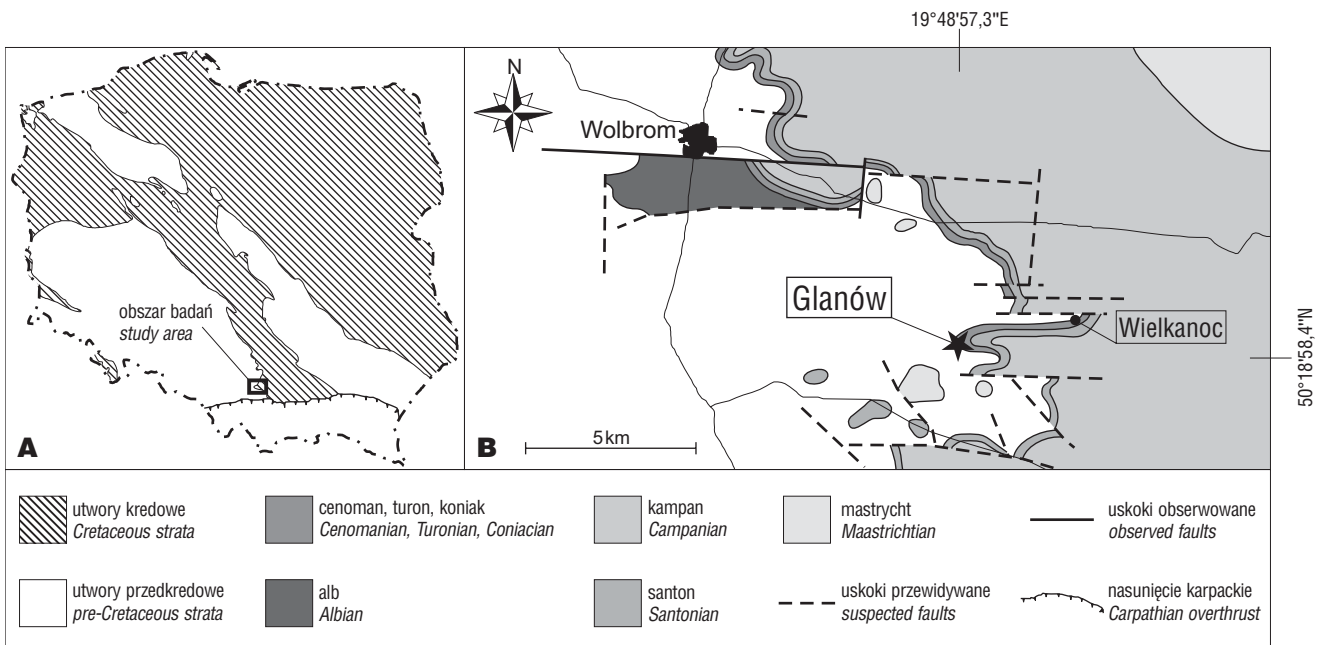 19°48'57,3"E
N
Wolbrom
obszar badań
study area
Glanów
Wielkanoc
50°18'58,4"N
A
B
5 km
utwory kredowe
Cretaceous strata
cenoman, turon, koniak
Cenomanian, Turonian, Coniacian
kampan
Campanian
mastrycht
Maastrichtian
uskoki obserwowane
observed faults
utwory przedkredowe
pre-Cretaceous strata
alb
Albian
santon
Santonian
uskoki przewidywane
suspected faults
nasunięcie karpackie
Carpathian overthrust